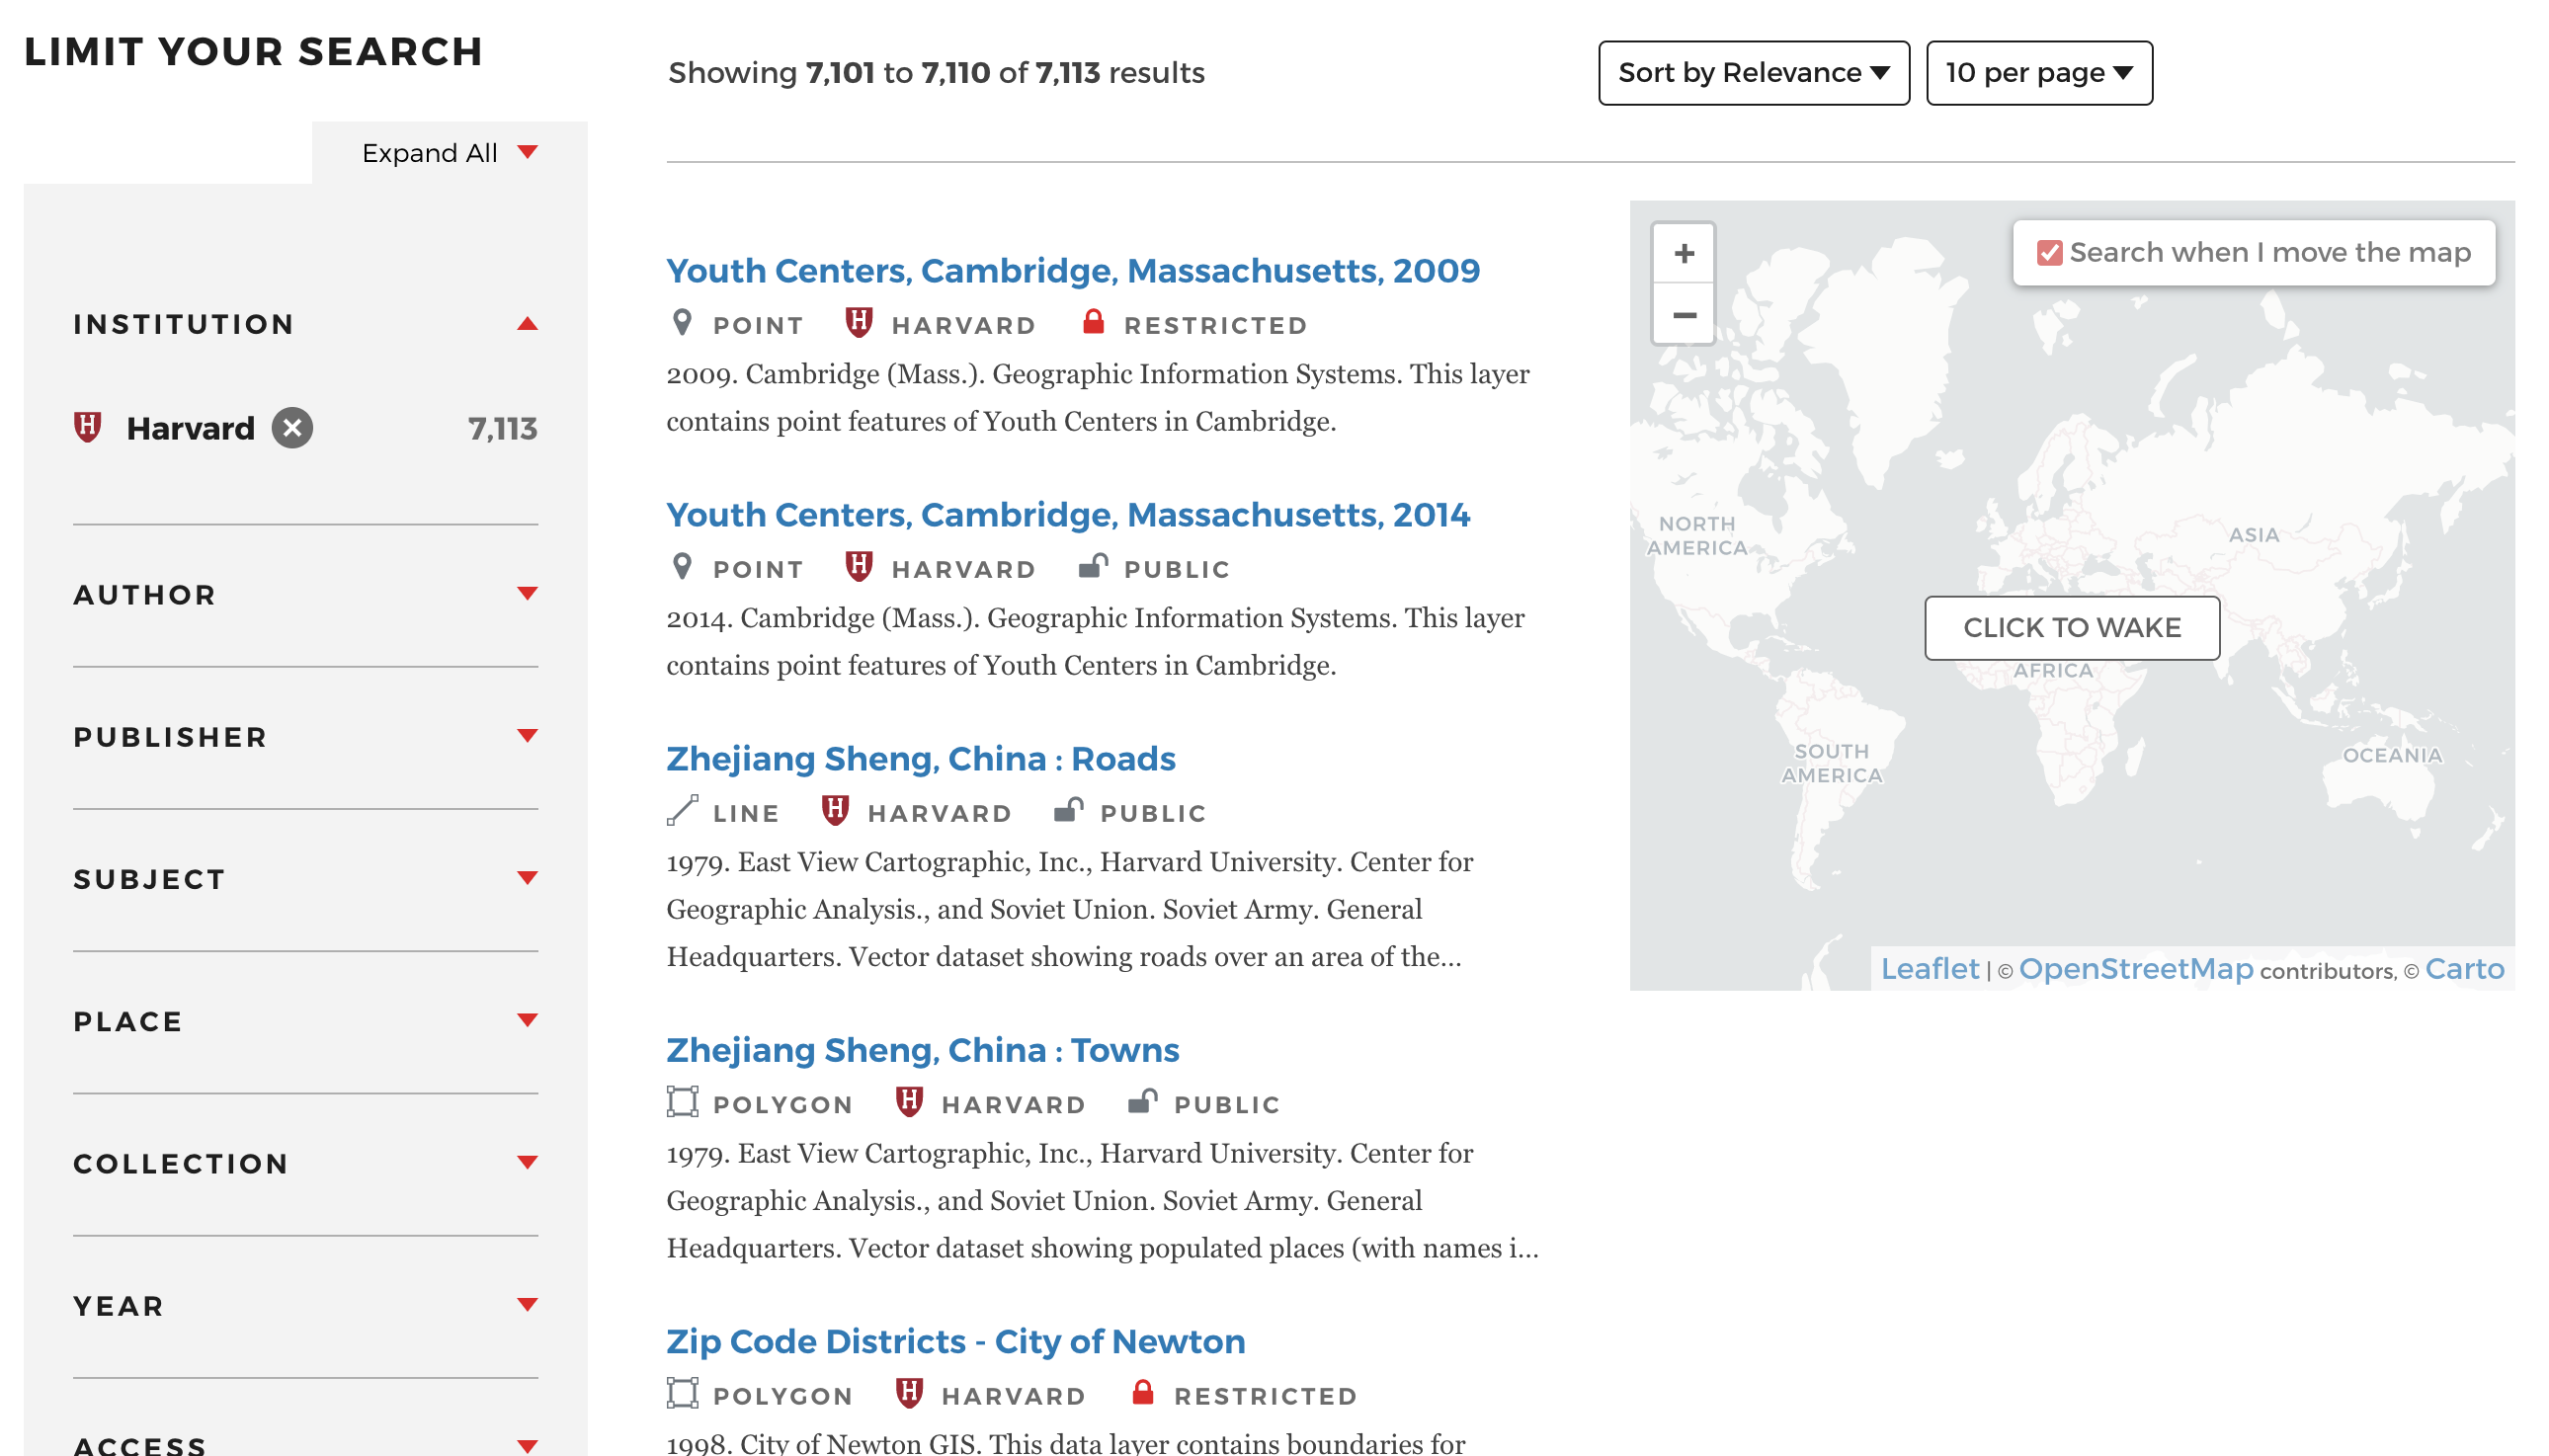 LIMIT YOUR SEARCH
Showing 7,101 to 7,110 of 7,113 results
Sort by Relevance
10 per page
Expand All
INSTITUTION
Harvard
7,113
AUTHOR
PUBLISHER
SUBJECT
PLACE
COLLECTION
YEAR
ACCESS
Youth Centers, Cambridge, Massachusetts, 2009
POINT HARVARD RESTRICTED
2009. Cambridge (Mass.). Geographic Information Systems. This layer
contains point features of Youth Centers in Cambridge.
Youth Centers, Cambridge, Massachusetts, 2014
POINT HARVARD PUBLIC
2014. Cambridge (Mass.). Geographic Information Systems. This layer
contains point features of Youth Centers in Cambridge.
Zhejiang Sheng, China : Roads
LINE HARVARD PUBLIC
1979. East View Cartographic, Inc., Harvard University. Center for
Geographic Analysis., and Soviet Union. Soviet Army. General
Headquarters. Vector dataset showing roads over an area of the...
Zhejiang Sheng, China : Towns
POLYGON HARVARD PUBLIC
1979. East View Cartographic, Inc., Harvard University. Center for
Geographic Analysis., and Soviet Union. Soviet Army. General
Headquarters. Vector dataset showing populated places (with names i...
Zip Code Districts - City of Newton
POLYGON HARVARD RESTRICTED
1998. City of Newton GIS. This data layer contains boundaries for
+
−
Search when I move the map
NORTH
AMERICA
ASIA
CLICK TO WAKE
AFRICA
SOUTH
AMERICA
OCEANIA
Leaflet | © OpenStreetMap contributors, © Carto